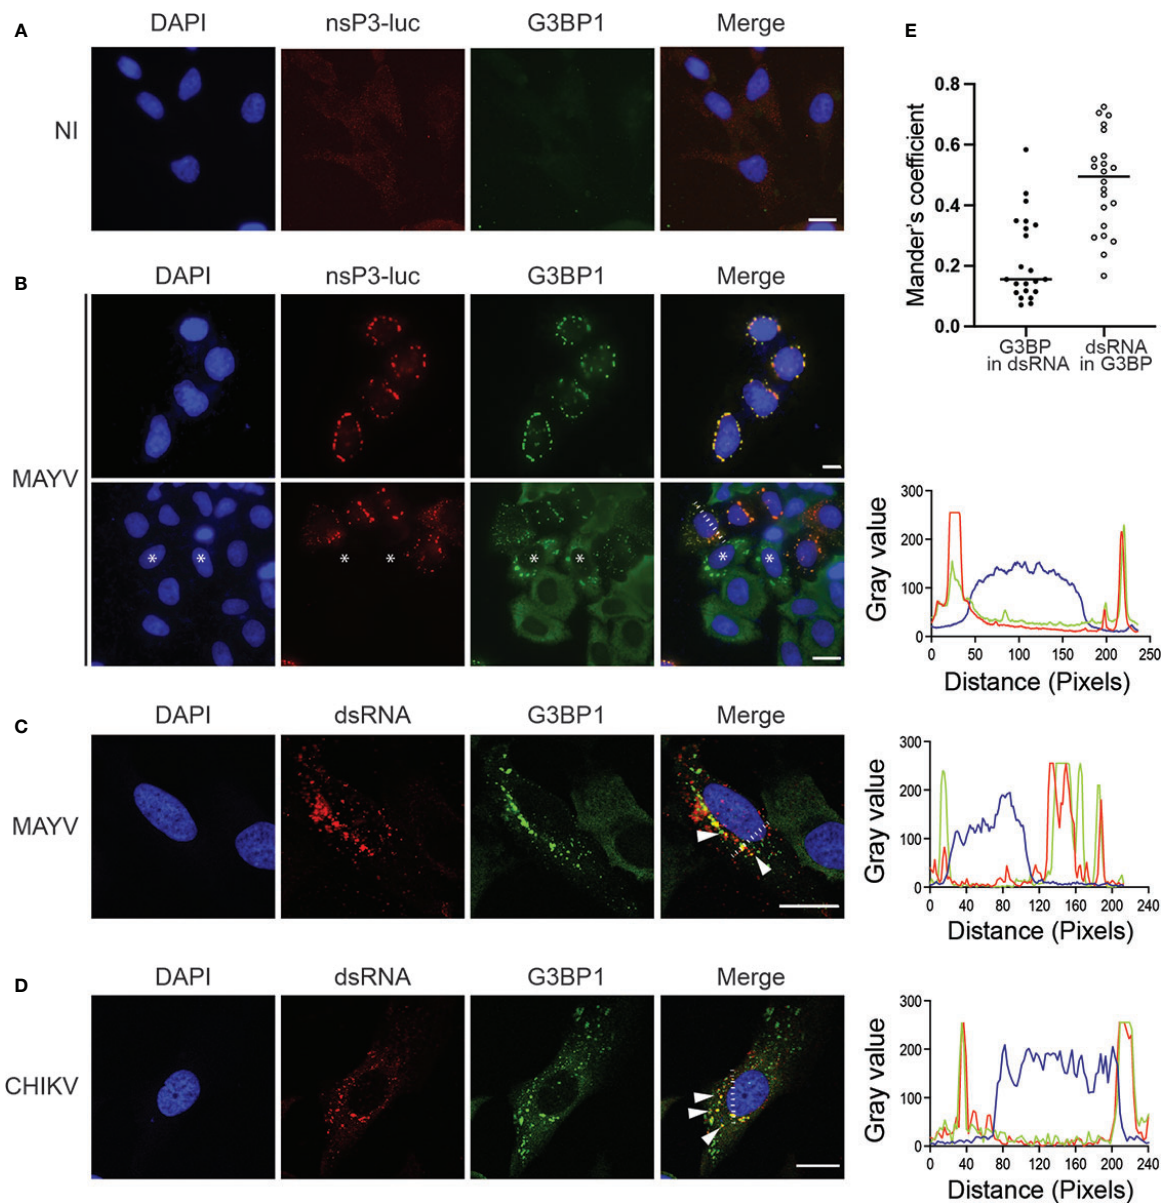 A
DAPI
nsP3-luc
G3BP1
Merge
NI
B
DAPI
nsP3-luc
G3BP1
Merge
MAYV
*
*
*
*
*
*
*
*
C
DAPI
dsRNA
G3BP1
Merge
MAYV
D
DAPI
dsRNA
G3BP1
Merge
CHIKV
E
Mander's coefficient
0.8
0.6
0.4
0.2
0.0
G3BP
in dsRNA
dsRNA
in G3BP
Gray value
300
200
100
0
0 50 100 150 200 250
Distance (Pixels)
Gray value
300
200
100
0
0 40 80 120 160 200 240
Distance (Pixels)
Gray value
300
200
100
0
0 40 80 120 160 200 240
Distance (Pixels)